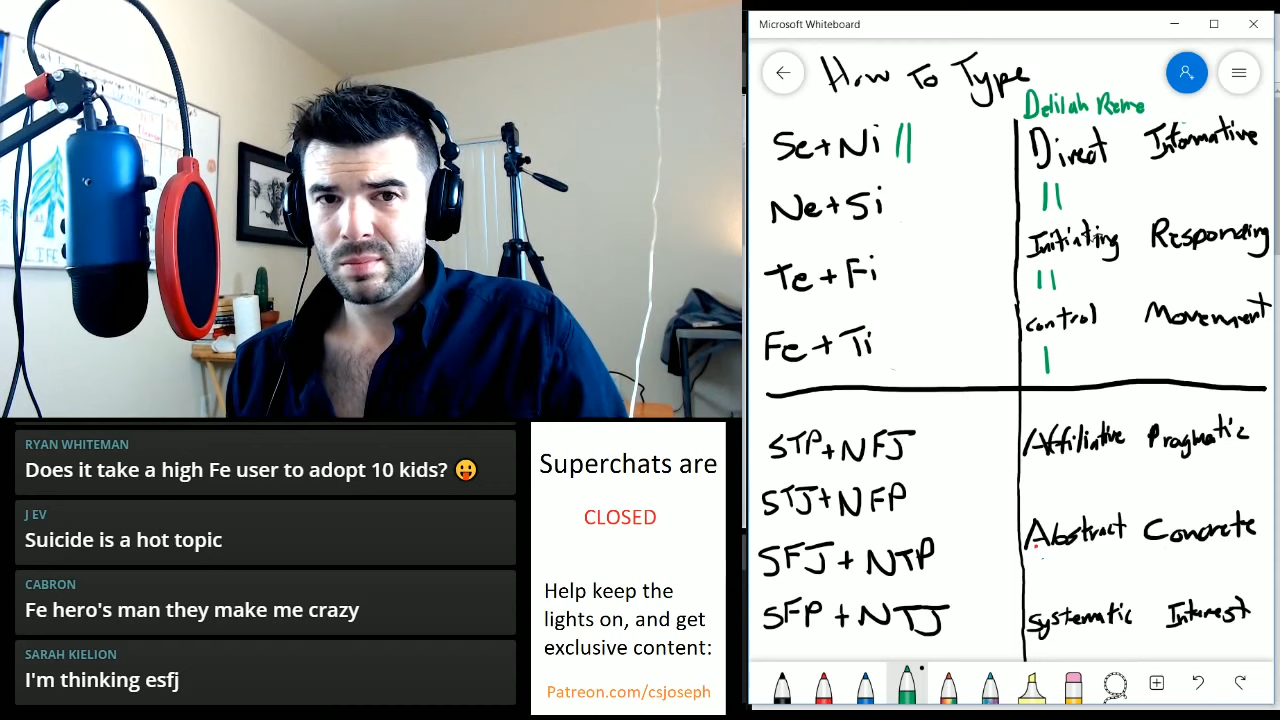 LIFE
RYAN WHITEMAN
Does it take a high Fe user to adopt 10 kids? 😛
J EV
Suicide is a hot topic
CABRON
Fe hero's man they make me crazy
SARAH KIELION
I'm thinking esfj
Superchats are
CLOSED
Help keep the
lights on, and get
exclusive content:
Patreon.com/csjoseph
Microsoft Whiteboard
How To Type
Se+Ni ||
Ne+Si
Te + Fi
Fe + Ti
STP+NFJ
STJ+NFP
SFJ + NTP
SFP + NTJ
Delilah Rene
Direct Informative
||
Initiating Responding
||
control Movement
|
Affiliative Pragmatic
Abstract Concrete
Systematic Interest